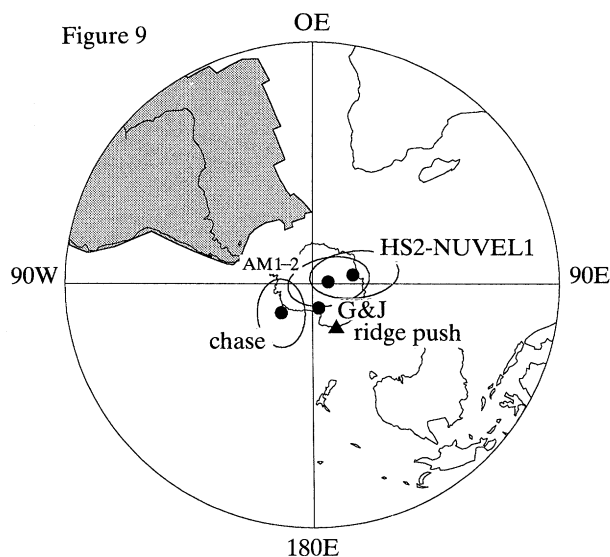 Figure 9
OE
HS2-NUVEL1
AM1-2
90W
90E
G&J
ridge push
chase
180E